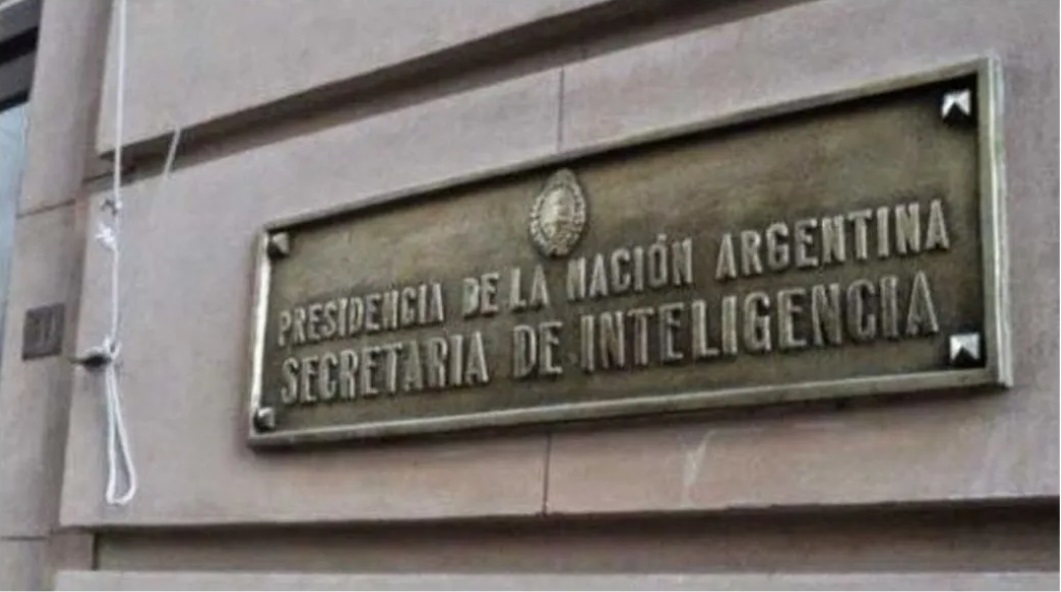 PRESIDENCIA DE LA NACIÓN ARGENTINA
SECRETARIA DE INTELIGENCIA